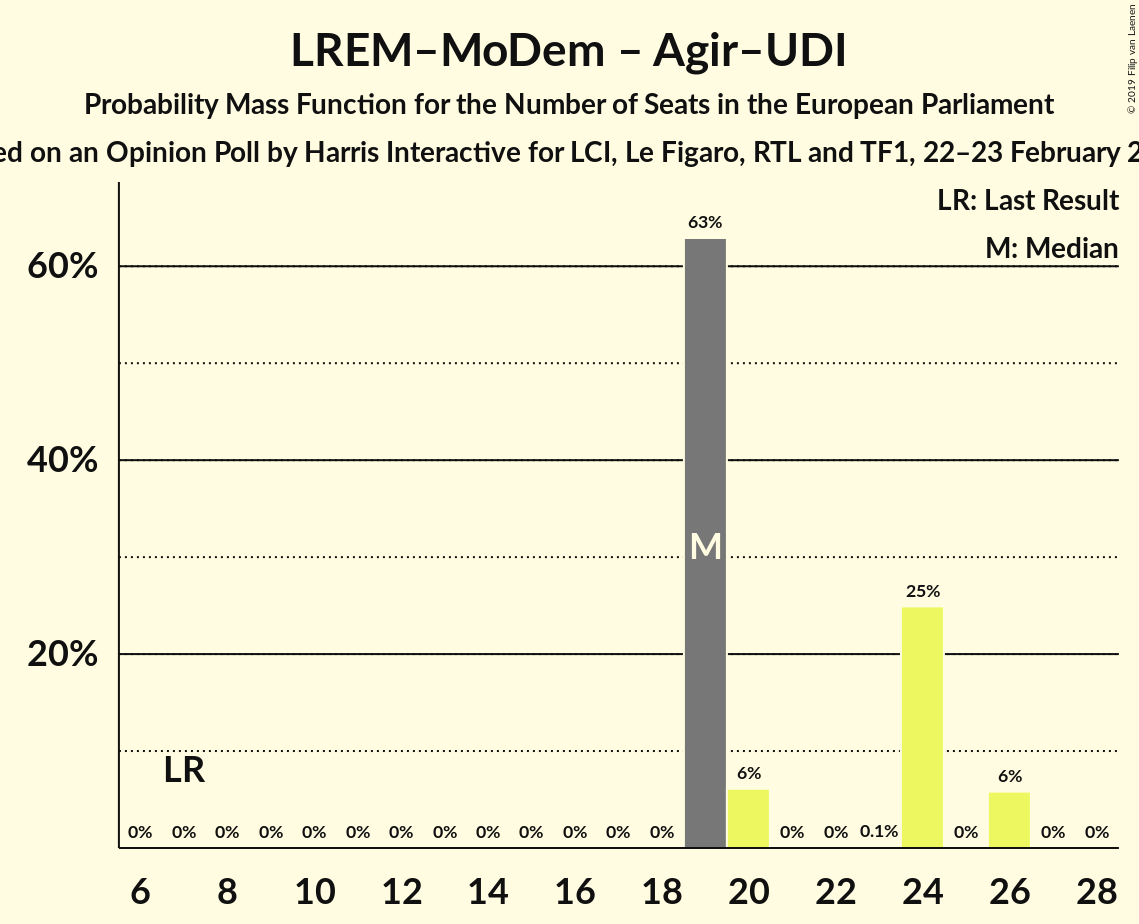 LREM–MoDem – Agir–UDI
Probability Mass Function for the Number of Seats in the European Parliament
on an Opinion Poll by Harris Interactive for LCI, Le Figaro, RTL and TF1, 22–23 February
© 2019 Filip van Laenen
LR: Last Result
M: Median
63%
60%
40%
M
25%
20%
LR
6%
6%
0% 0% 0% 0% 0% 0% 0% 0% 0% 0% 0% 0% 0% 0% 0% 0.1% 0% 0% 0%
6 8 10 12 14 16 18 20 22 24 26 28